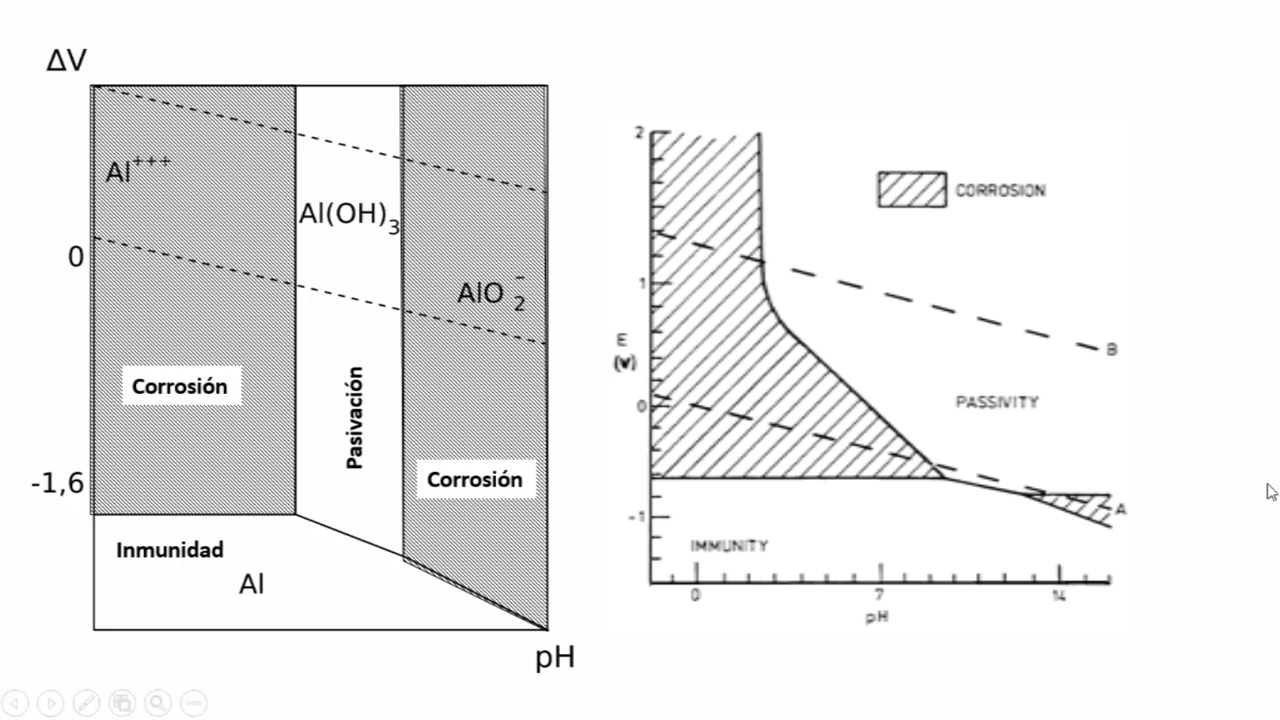 ΔV
Al+++
Al(OH)3
0
AlO2−
Corrosión
Pasivación
Corrosión
-1,6
Inmunidad
Al
pH
2
CORROSION
1
B
E
(V)
PASSIVITY
0
A
-1
IMMUNITY
0
7
14
pH